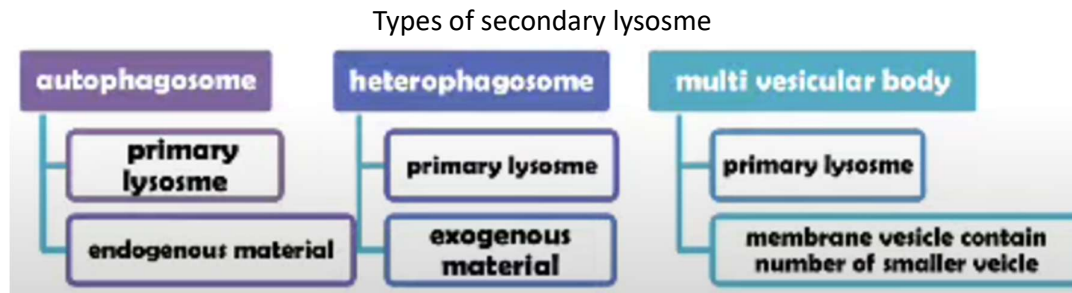 Types of secondary lysosme
autophagosome
primary
lysosme
endogenous material
heterophagosome
primary lysosme
exogenous
material
multi vesicular body
primary lysosme
membrane vesicle contain
number of smaller veicle